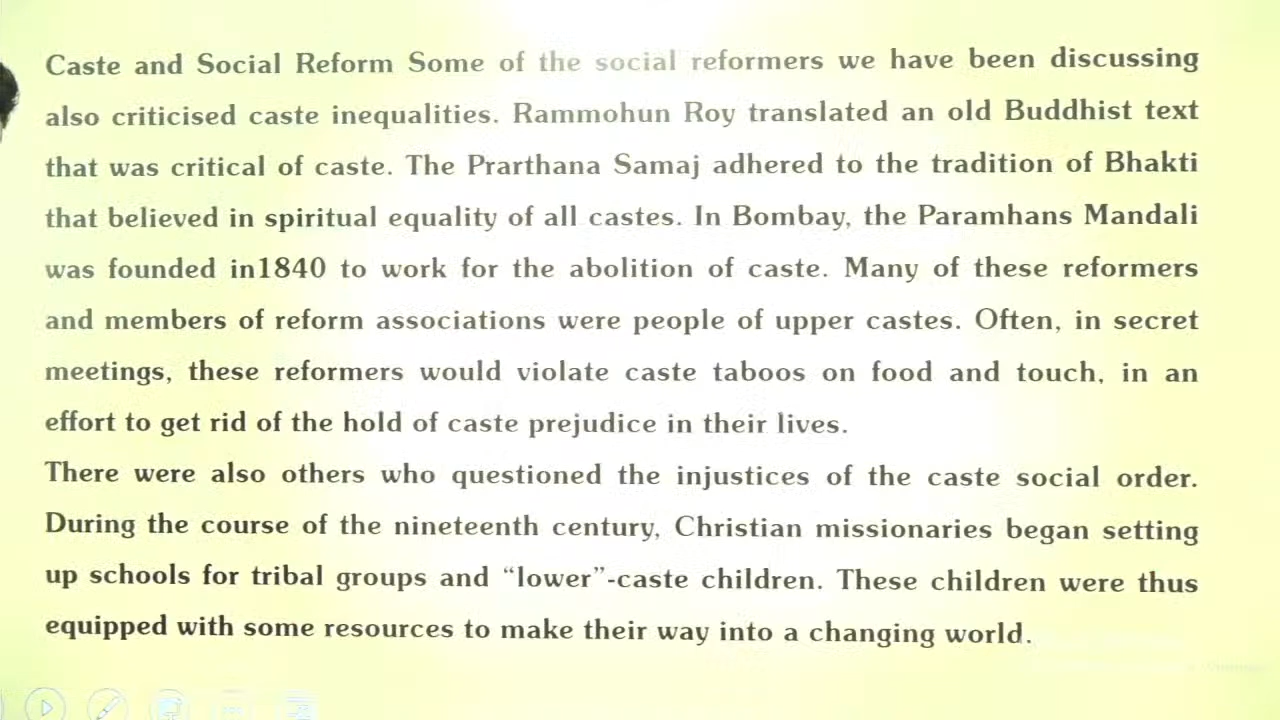 Caste and Social Reform Some of the social reformers we have been discussing
also criticised caste inequalities. Rammohun Roy translated an old Buddhist text
that was critical of caste. The Prarthana Samaj adhered to the tradition of Bhakti
that believed in spiritual equality of all castes. In Bombay, the Paramhans Mandali
was founded in1840 to work for the abolition of caste. Many of these reformers
and members of reform associations were people of upper castes. Often, in secret
meetings, these reformers would violate caste taboos on food and touch, in an
effort to get rid of the hold of caste prejudice in their lives.
There were also others who questioned the injustices of the caste social order.
During the course of the nineteenth century, Christian missionaries began setting
up schools for tribal groups and “lower”-caste children. These children were thus
equipped with some resources to make their way into a changing world.